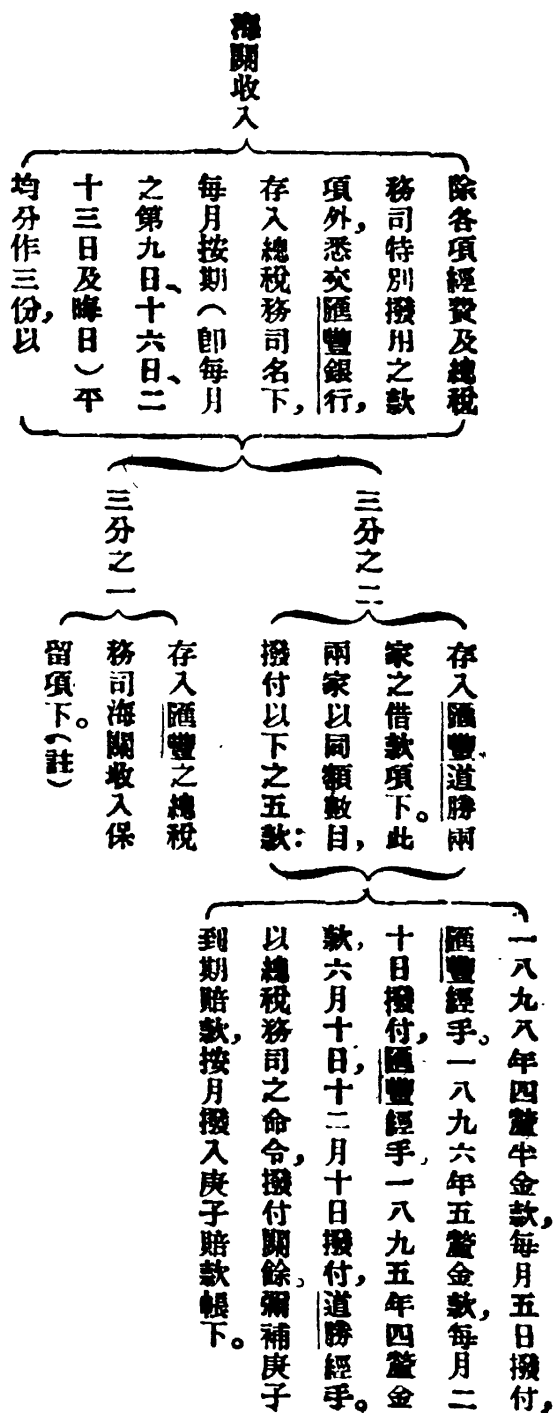 海關收入
除各項經費及總稅
務司特別撥用之款
項外，悉交匯豐銀行，
存入總稅務司名下，
每月按期（卽每月
之第九日、十六日、二
十三日及晦日）平
均分作三份，以
三分之二
存入匯豐道勝兩
家之借款項下。此
兩家以同額數目，
撥付以下之五款：
一八九八年四釐半金款，每月五日撥付，
匯豐經手。一八九六年五釐金款，每月二
十日撥付，匯豐經手。一八九五年四釐金
款，六月十日，十二月十日撥付，道勝經手。
以總稅務司之命令，撥付關餘。彌補庚子
到期賠款，按月撥入庚子賠款帳下。
三分之一
存入匯豐之總稅
務司海關收入保
留項下。（註）